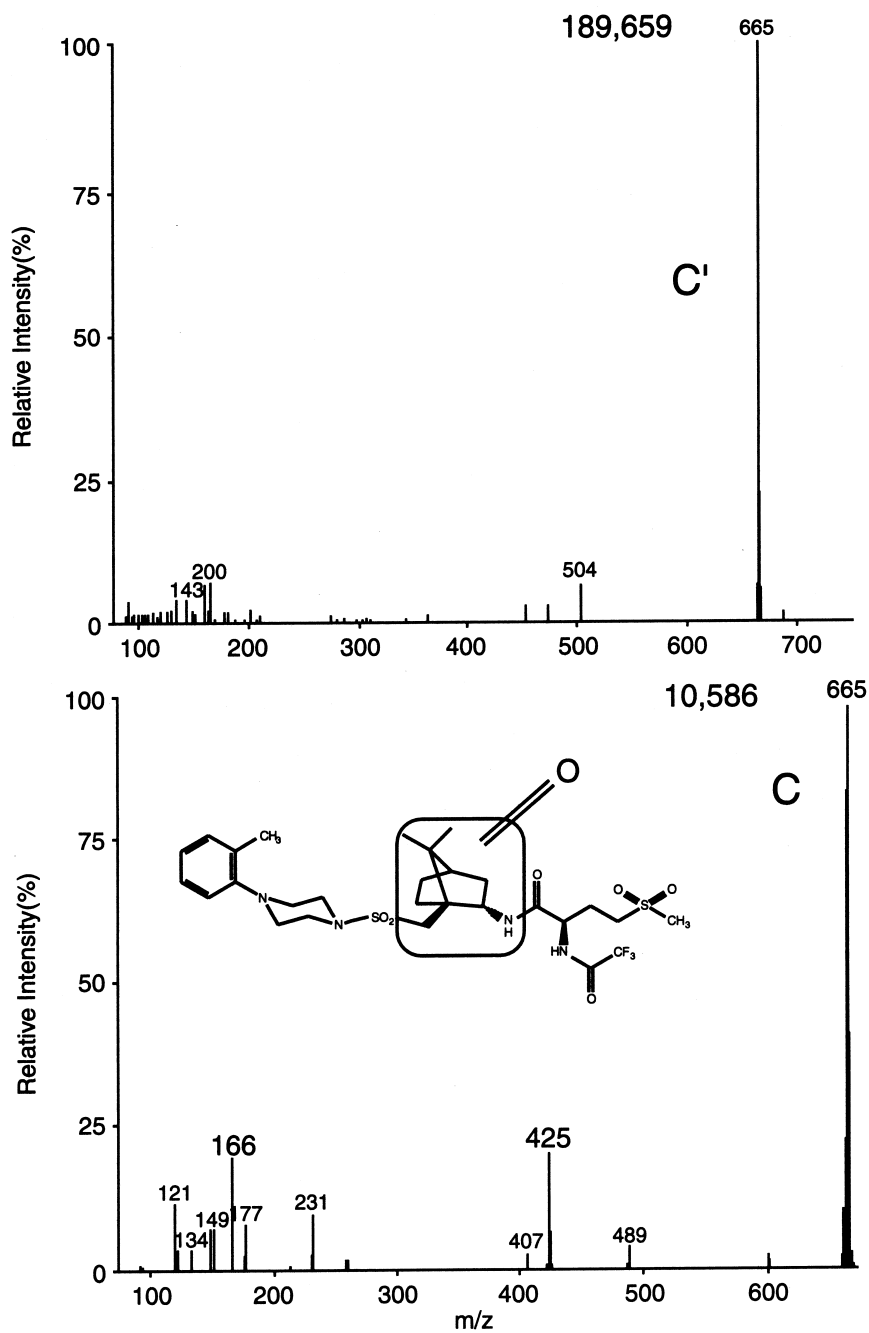 189,659
665
100
75
C'
Relative Intensity(%)
50
25
200
143
504
0
100 200 300 400 500 600 700
10,586
665
100
O
C
75
CH₃
O
O O
S
N
SO₂
N
N
H
CH₃
HN
CF₃
O
Relative Intensity(%)
50
25
166
425
121
231
149 177
134
407
489
0
100 200 300 400 500 600
m/z